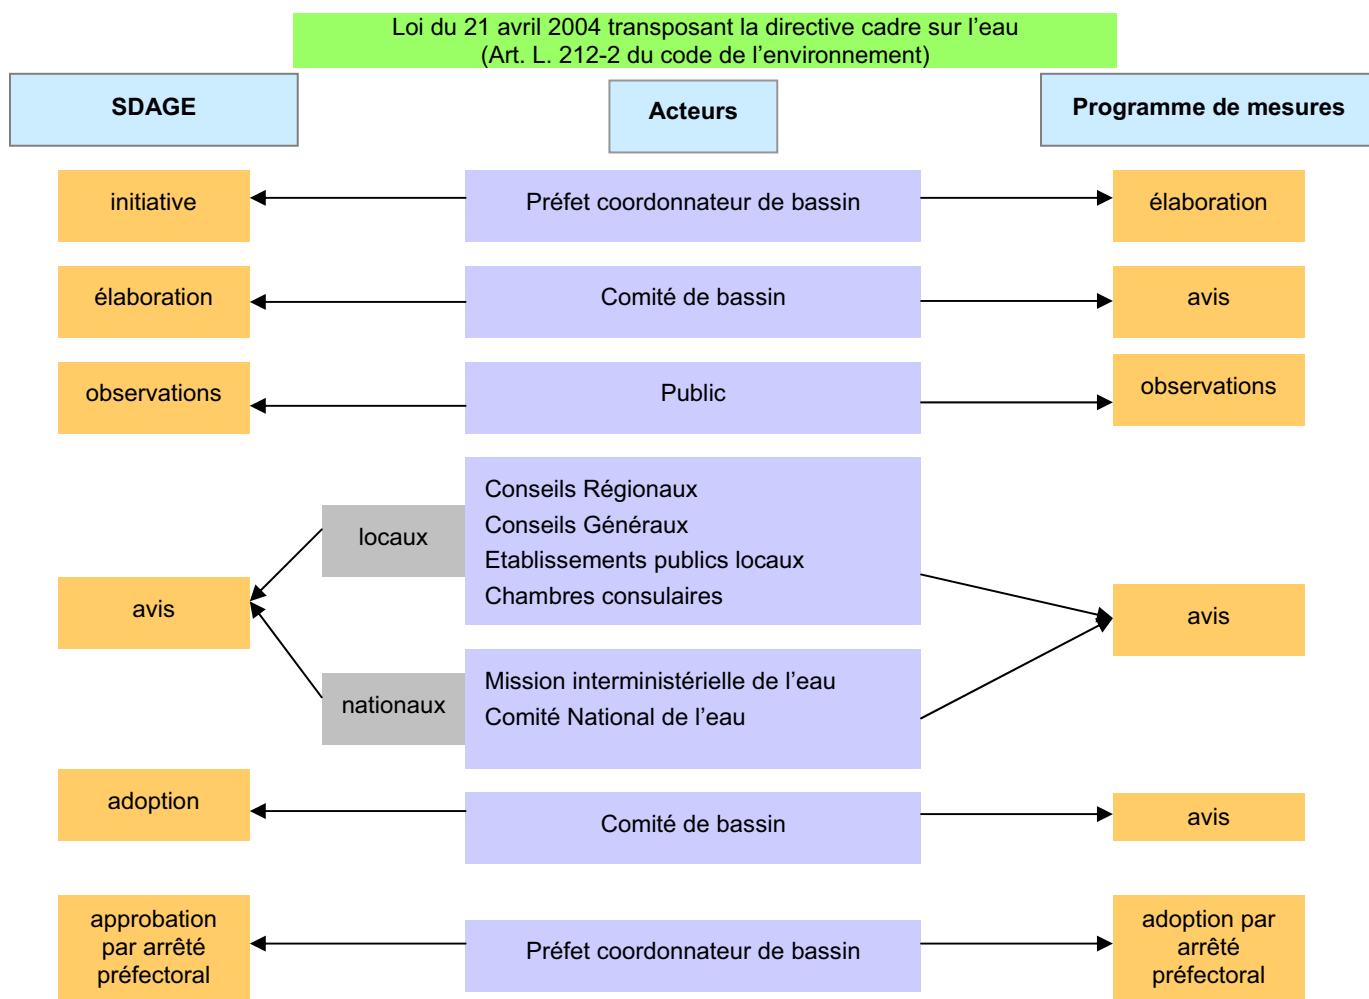 Loi du 21 avril 2004 transposant la directive cadre sur l’eau
(Art. L. 212-2 du code de l’environnement)
SDAGE
Acteurs
Programme de mesures
initiative
Préfet coordonnateur de bassin
élaboration
élaboration
Comité de bassin
avis
observations
Public
observations
locaux
Conseils Régionaux
Conseils Généraux
Etablissements publics locaux
Chambres consulaires
avis
avis
nationaux
Mission interministérielle de l’eau
Comité National de l’eau
adoption
Comité de bassin
avis
approbation
par arrêté
préfectoral
Préfet coordonnateur de bassin
adoption par
arrêté
préfectoral